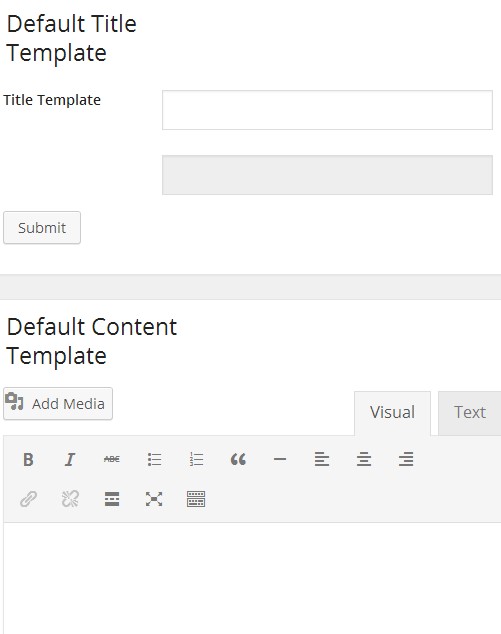 Default Title
Template
Title Template
Submit
Default Content
Template
Add Media
Visual
Text
B I ABC